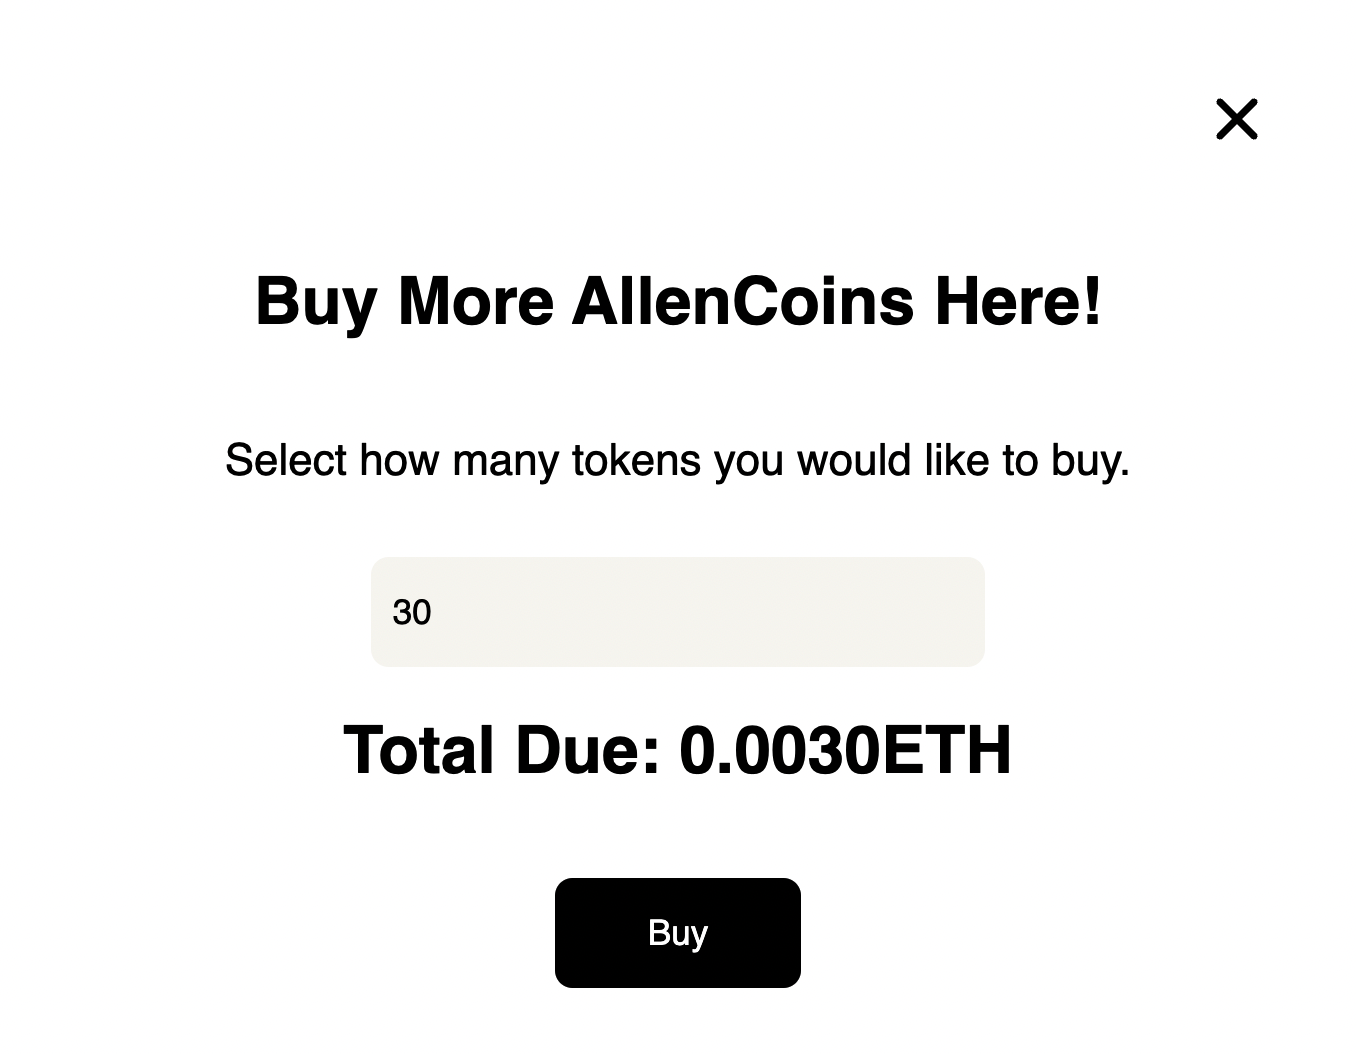 Buy More AllenCoins Here!
Select how many tokens you would like to buy.
30
Total Due: 0.0030ETH
Buy